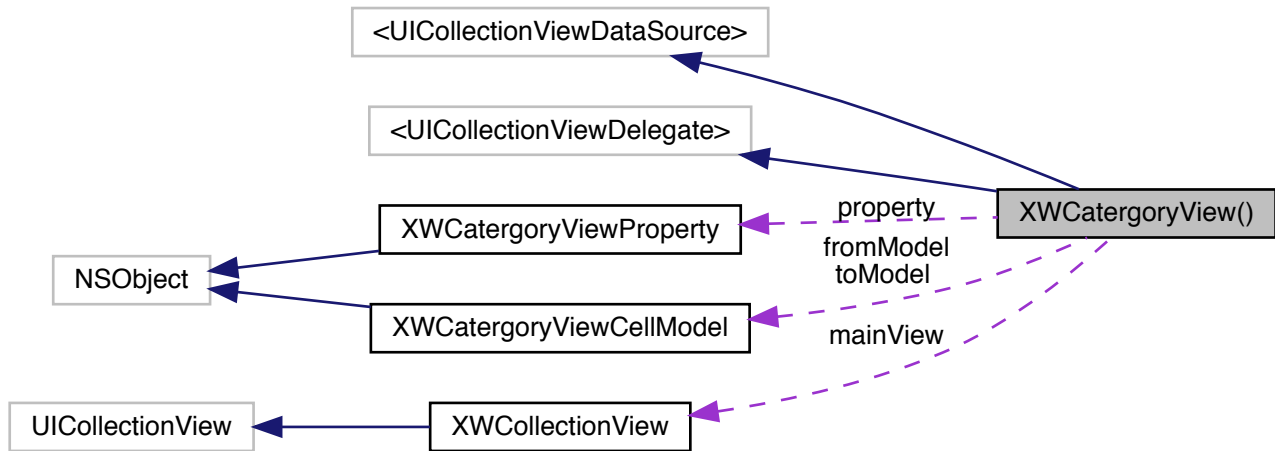 <UICollectionViewDataSource>
<UICollectionViewDelegate>
XWCatergoryView()
property
XWCatergoryViewProperty
fromModel
toModel
NSObject
XWCatergoryViewCellModel
mainView
UICollectionView
XWCollectionView